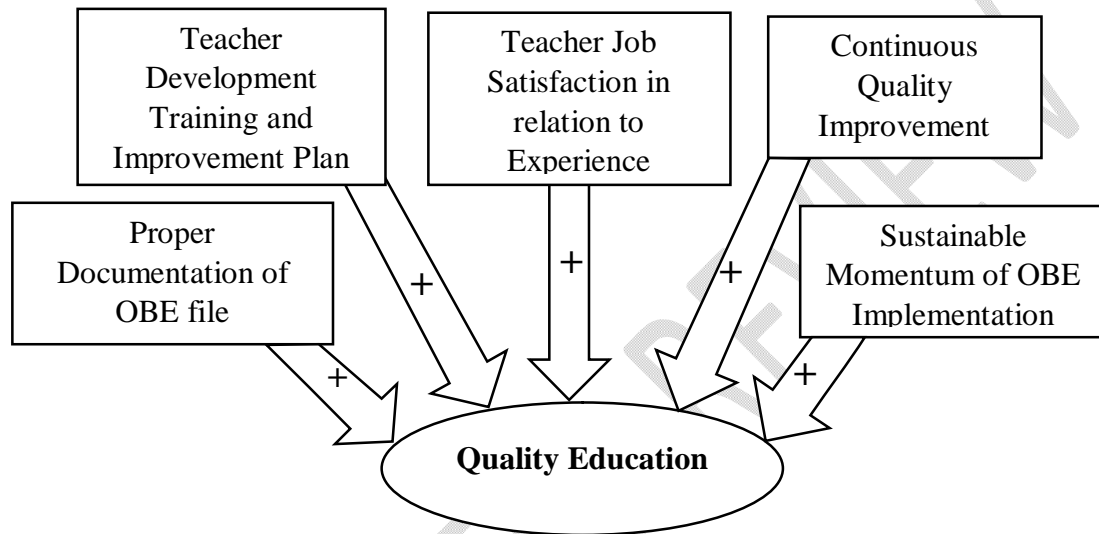 Teacher
Development
Training and
Improvement Plan
Teacher Job
Satisfaction in
relation to
Experience
Continuous
Quality
Improvement
Proper
Documentation of
OBE file
Sustainable
Momentum of OBE
Implementation
+
+
+
+
+
Quality Education